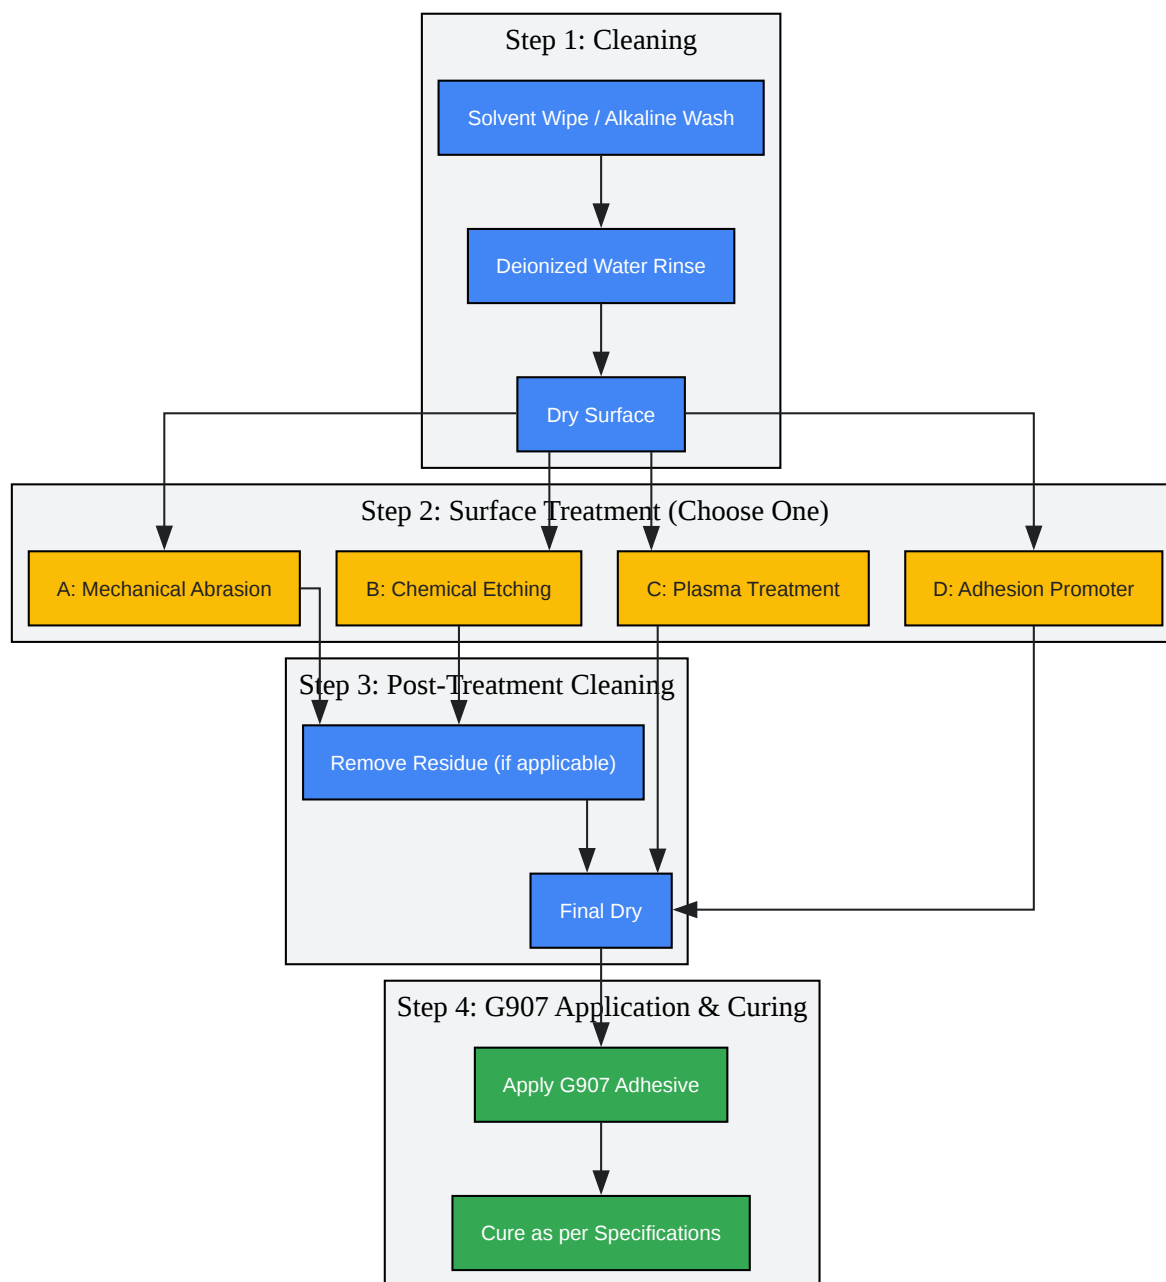 Step 1: Cleaning
Solvent Wipe / Alkaline Wash
Deionized Water Rinse
Dry Surface
Step 2: Surface Treatment (Choose One)
A: Mechanical Abrasion
B: Chemical Etching
C: Plasma Treatment
D: Adhesion Promoter
Step 3: Post-Treatment Cleaning
Remove Residue (if applicable)
Final Dry
Step 4: G907 Application & Curing
Apply G907 Adhesive
Cure as per Specifications